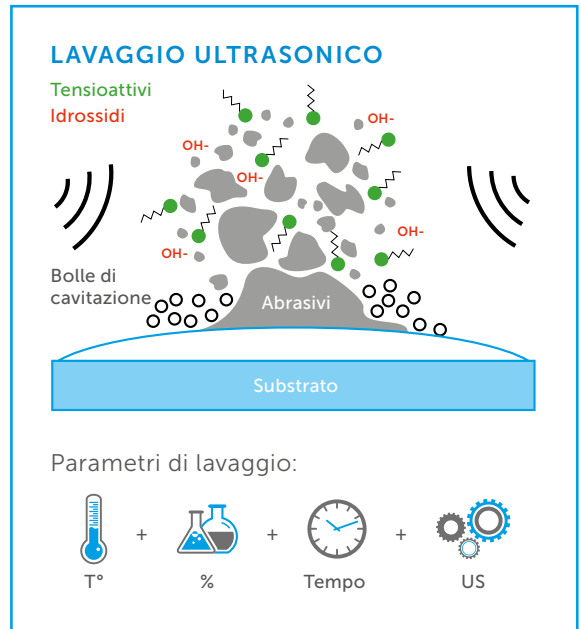 LAVAGGIO ULTRASONICO
Tensioattivi
Idrossidi
OH-
OH-
OH-
OH-
OH-
Bolle di
cavitazione
Abrasivi
Substrato
Parametri di lavaggio:
+ + +
T° % Tempo US